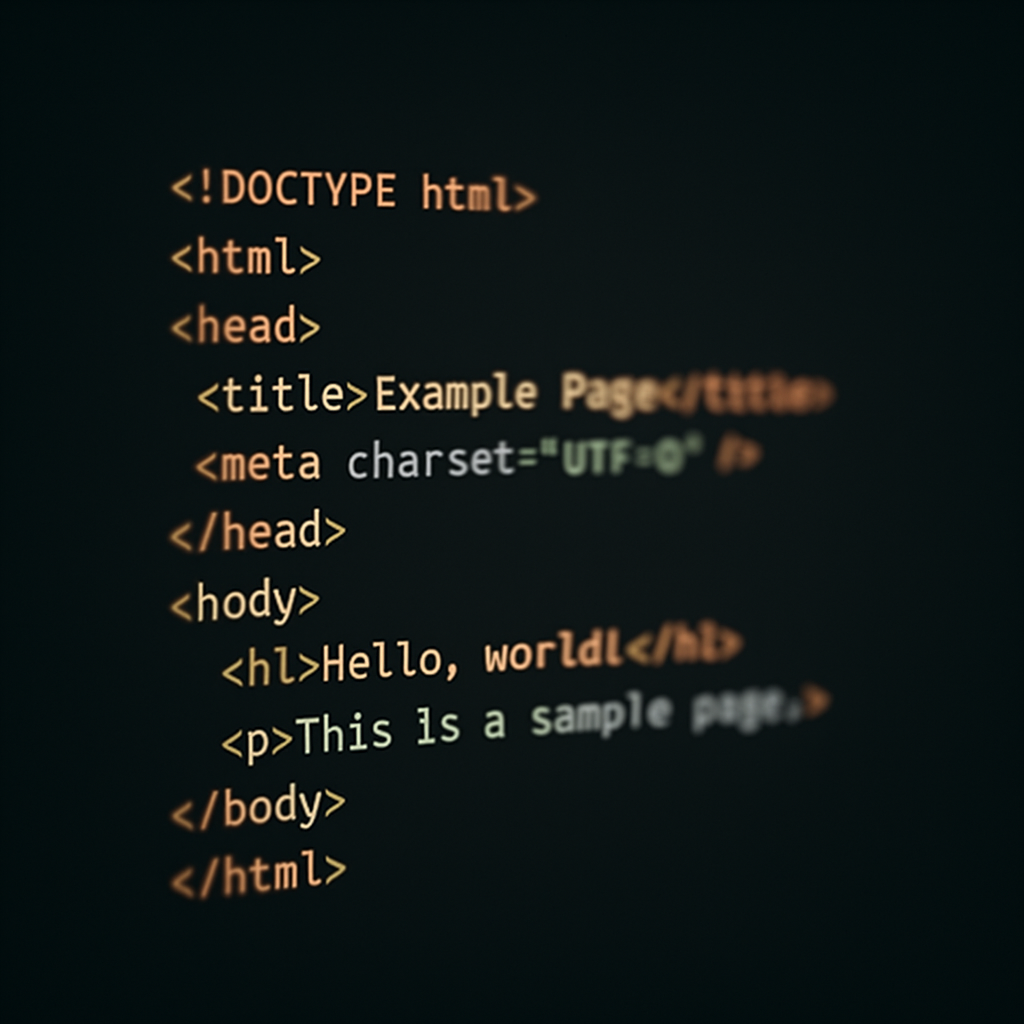 <!DOCTYPE html>
<html>
<head>
<title>Example Page</title>
<meta charset="UTF=0" />
</head>
<hody>
<hl>Hello, worldl</hl>
<p>This is a sample page.>
</body>
</html>